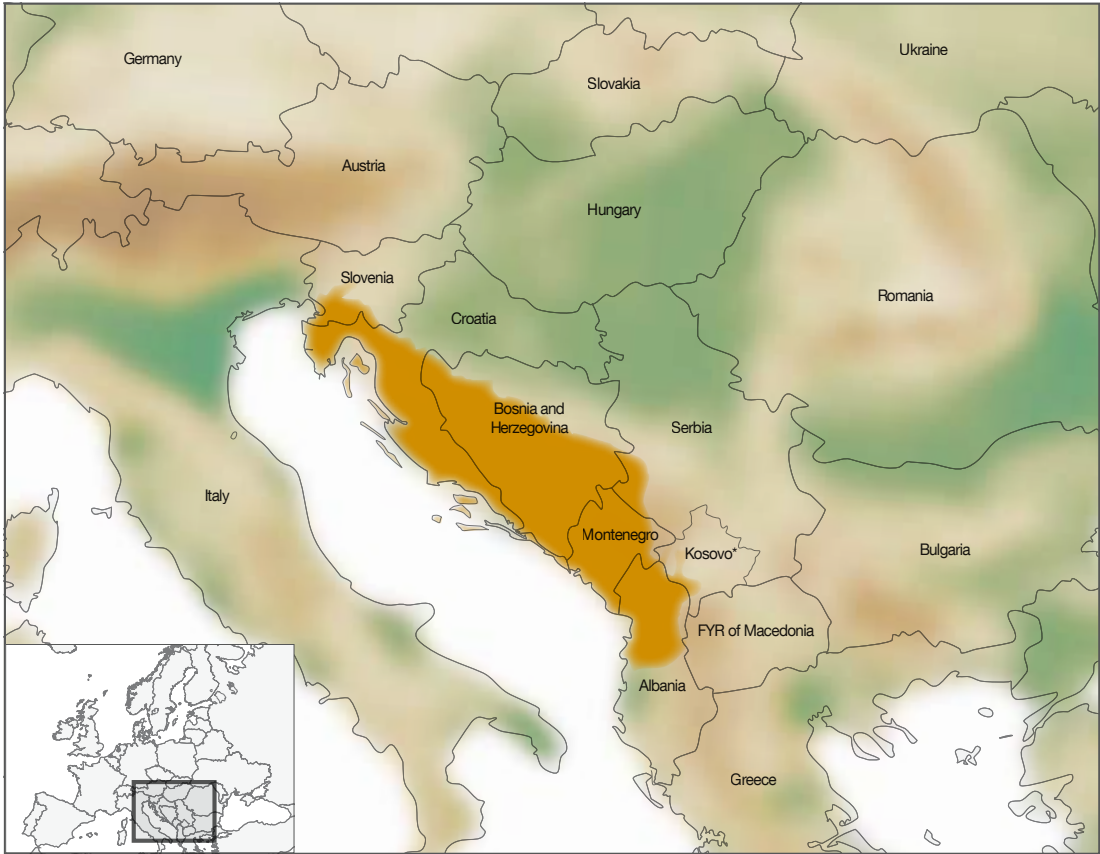 Ukraine
Germany
Slovakia
Austria
Hungary
Slovenia
Romania
Croatia
Bosnia and
Herzegovina
Serbia
Italy
Montenegro
Kosovo*
Bulgaria
FYR of Macedonia
Albania
Greece